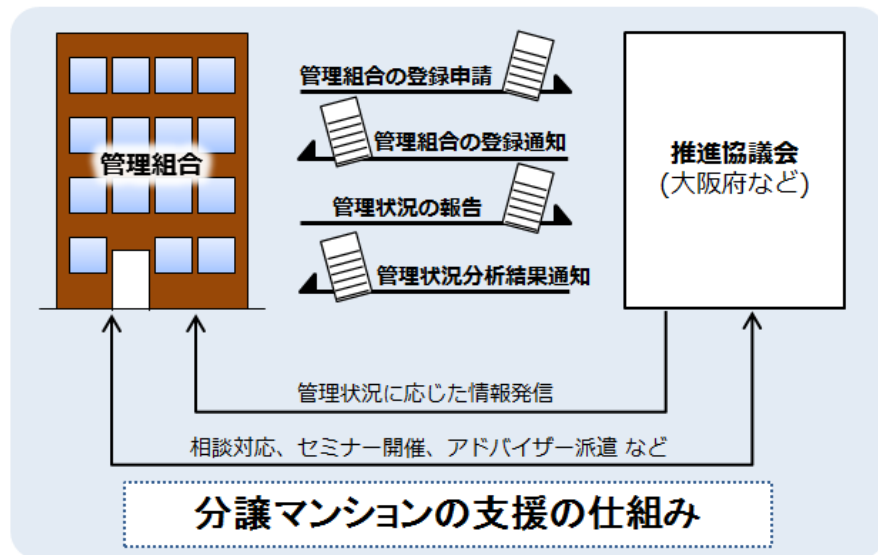 管理組合の登録申請
管理組合の登録通知
管理組合
推進協議会
(大阪府など)
管理状況の報告
管理状況分析結果通知
管理状況に応じた情報発信
相談対応、セミナー開催、アドバイザー派遣 など
分譲マンションの支援の仕組み